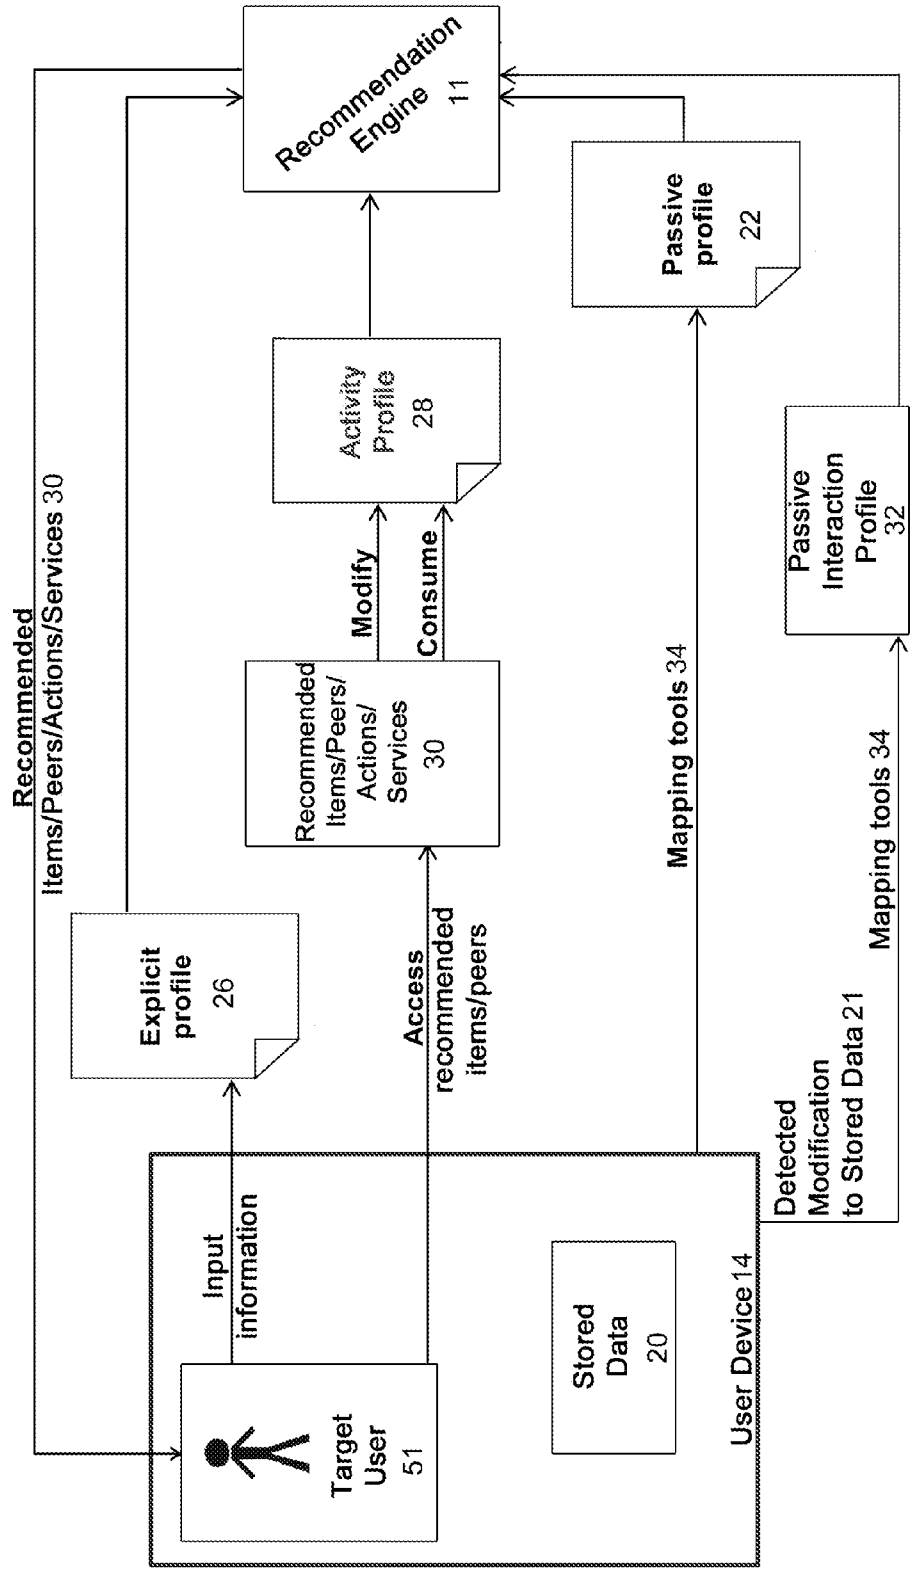 Recommended
Items/Peers/Actions/Services 30
Explicit
profile
26
Input
information
Target
User
51
Access
recommended
items/peers
Recommended
Items/Peers/
Actions/
Services
30
Modify
Consume
Activity
Profile
28
Recommendation
Engine
11
Stored
Data
20
User Device 14
Mapping tools 34
Passive
profile
22
Detected
Modification
to Stored Data 21
Mapping tools 34
Passive
Interaction
Profile
32